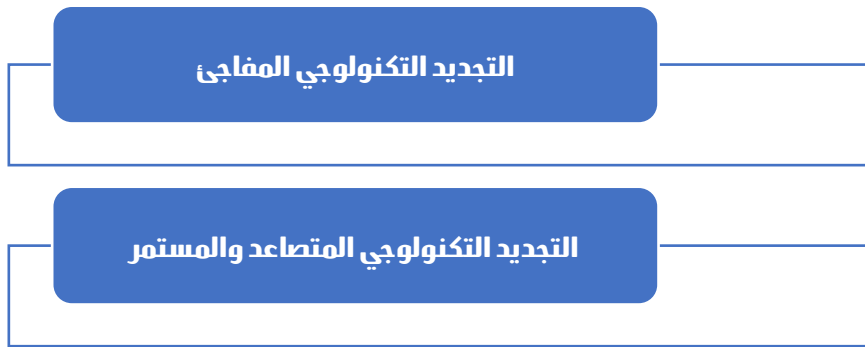 التجديد التكنولوجي المفاجئ
التجديد التكنولوجي المتصاعد والمستمر